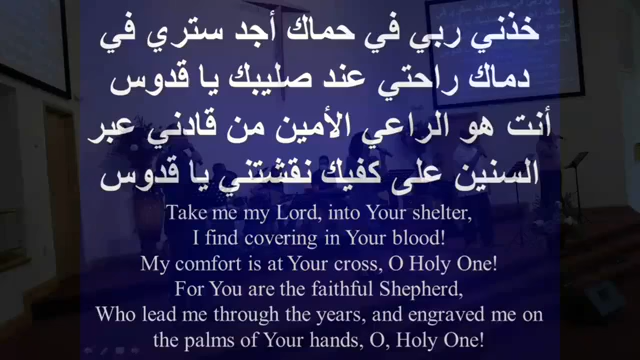 خذني ربي في حماك أجد ستري في
دماك راحتي عند صليبك يا قدوس
أنت هو الراعي الأمين من قادني عبر
السنين على كفيك نقشتني يا قدوس
Take me my Lord, into Your shelter,
I find covering in Your blood!
My comfort is at Your cross, O Holy One!
For You are the faithful Shepherd,
Who lead me through the years, and engraved me on
the palms of Your hands, O, Holy One!